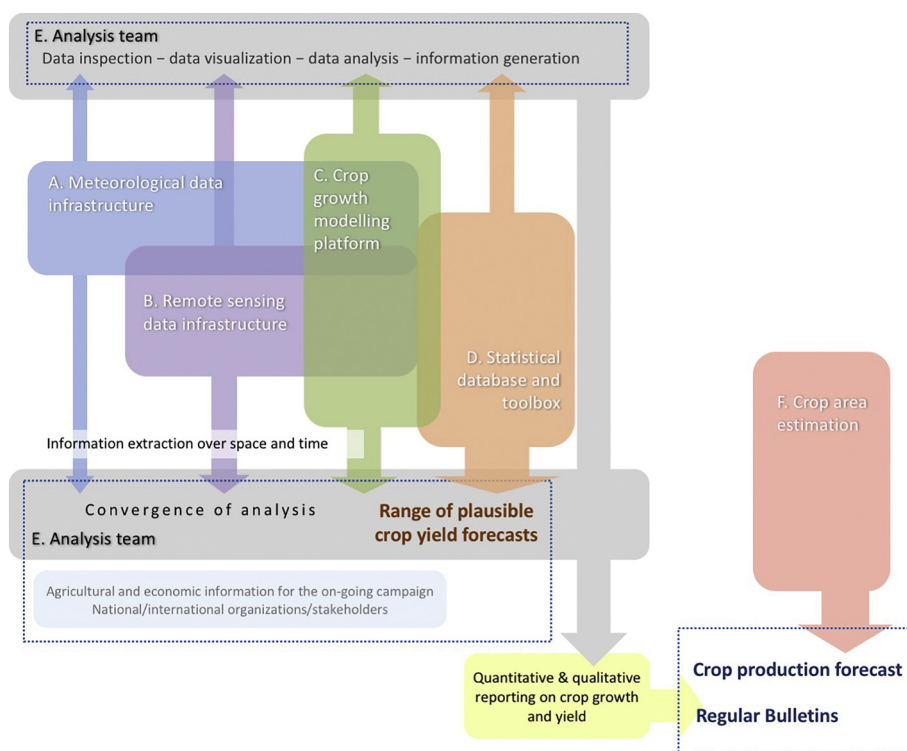 E. Analysis team
Data inspection – data visualization – data analysis – information generation
A. Meteorological data
infrastructure
C. Crop
growth
modelling
platform
B. Remote sensing
data infrastructure
D. Statistical
database and
toolbox
F. Crop area
estimation
Information extraction over space and time
Convergence of analysis
Range of plausible
crop yield forecasts
E. Analysis team
Agricultural and economic information for the on-going campaign
National/international organizations/stakeholders
Quantitative & qualitative
reporting on crop growth
and yield
Crop production forecast
Regular Bulletins